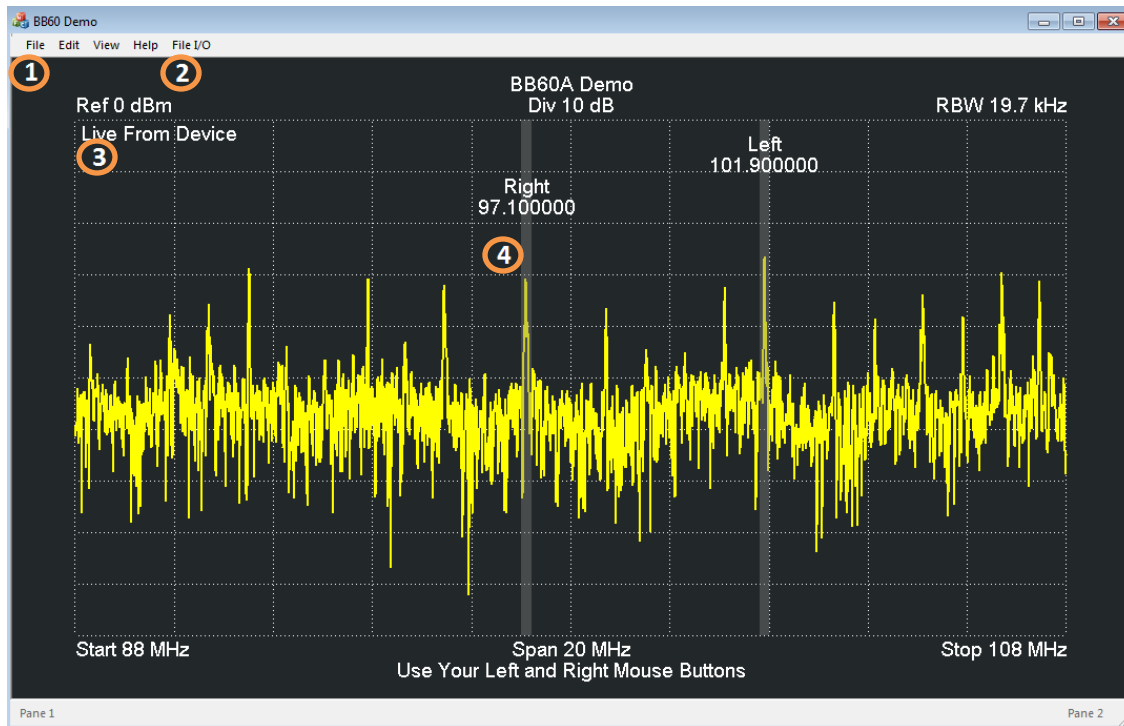 BB60 Demo
File Edit View Help File I/O
1 2
BB60A Demo
Ref 0 dBm Div 10 dB RBW 19.7 kHz
Live From Device
3
Left
101.900000
Right
97.100000
4
Start 88 MHz Span 20 MHz Stop 108 MHz
Use Your Left and Right Mouse Buttons
Pane 1 Pane 2